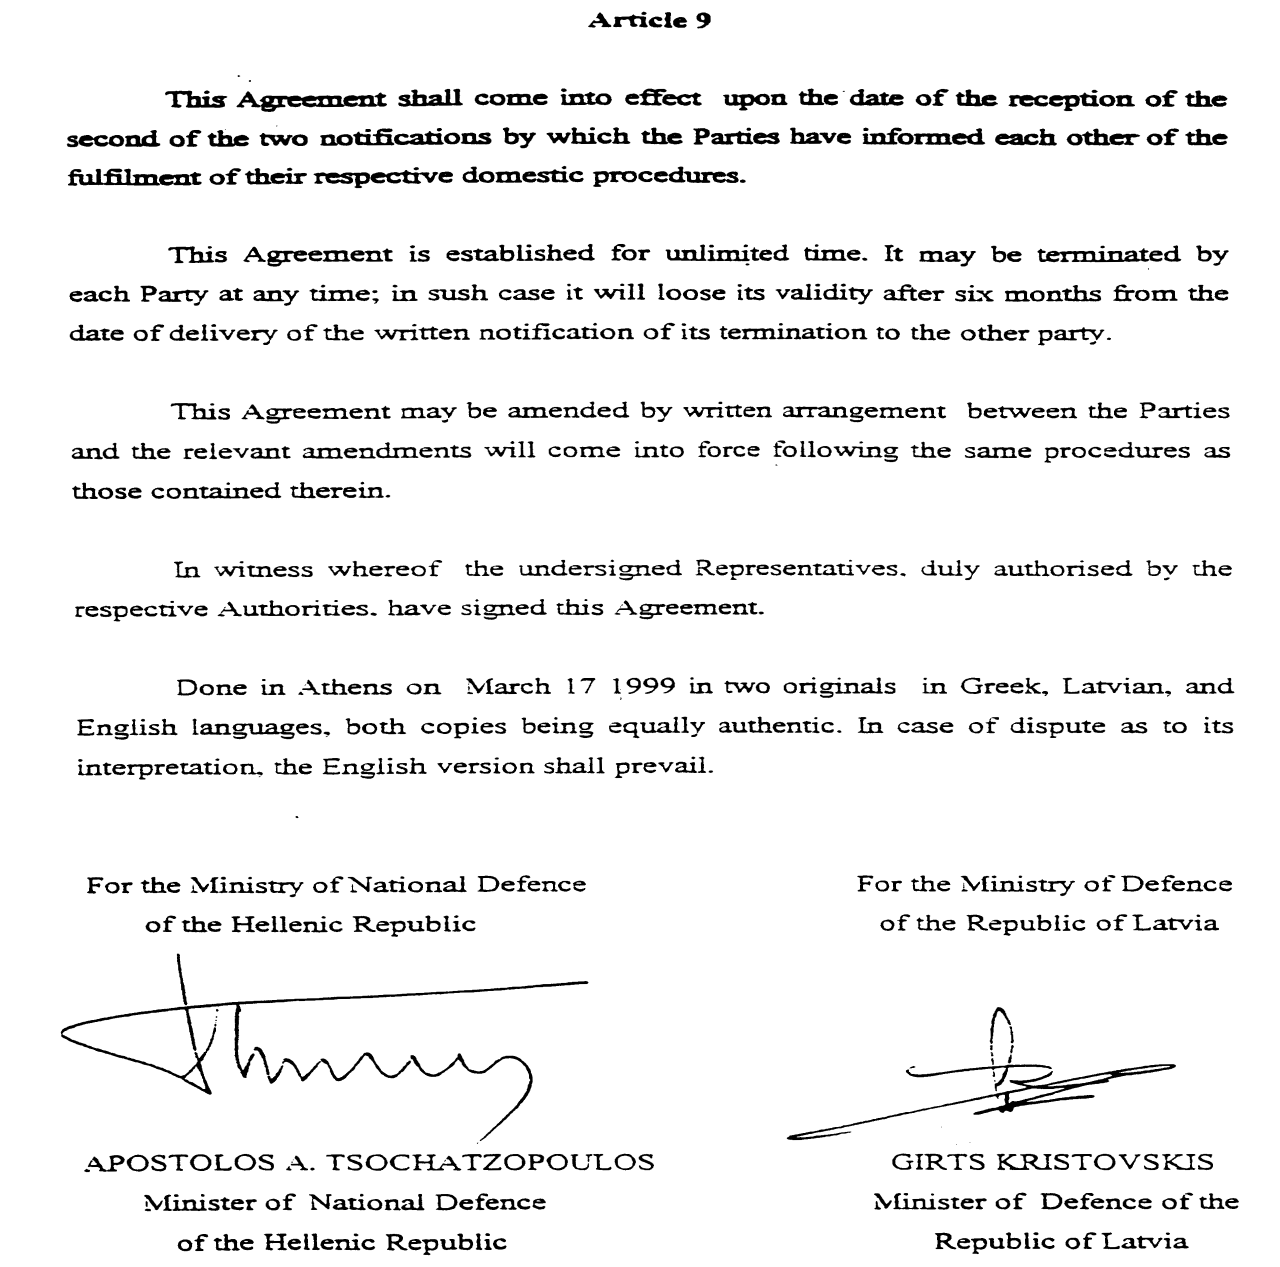 Article 9
This Agreement shall come into effect upon the date of the reception of the
second of the two notifications by which the Parties have informed each other of the
fulfilment of their respective domestic procedures.
This Agreement is established for unlimited time. It may be terminated by
each Party at any time; in sush case it will loose its validity after six months from the
date of delivery of the written notification of its termination to the other party.
This Agreement may be amended by written arrangement between the Parties
and the relevant amendments will come into force following the same procedures as
those contained therein.
In witness whereof the undersigned Representatives, duly authorised by the
respective Authorities, have signed this Agreement.
Done in Athens on March 17 1999 in two originals in Greek, Latvian, and
English languages, both copies being equally authentic. In case of dispute as to its
interpretation, the English version shall prevail.
For the Ministry of National Defence
of the Hellenic Republic
For the Ministry of Defence
of the Republic of Latvia
APOSTOLOS A. TSOCHATZOPOULOS
Minister of National Defence
of the Hellenic Republic
GIRTS KRISTOVSKIS
Minister of Defence of the
Republic of Latvia